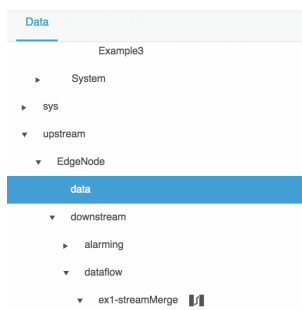 Data
Example3
System
sys
upstream
EdgeNode
data
downstream
alarming
dataflow
ex1-streamMerge